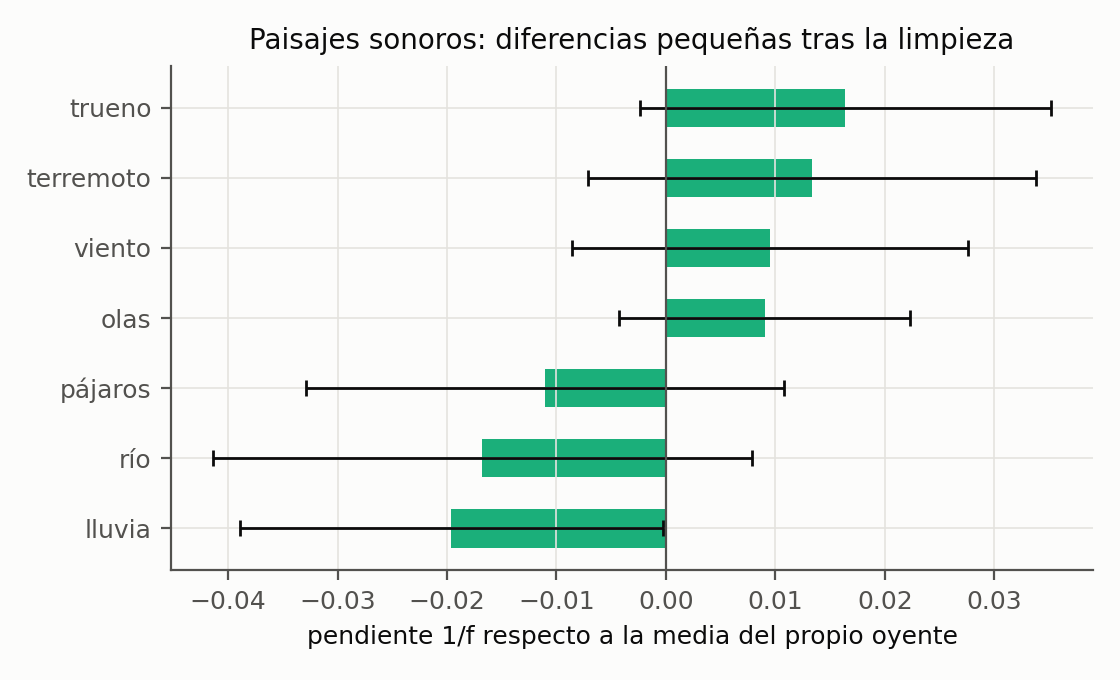 Paisajes sonoros: diferencias pequeñas tras la limpieza
trueno
terremoto
viento
olas
pájaros
río
lluvia
−0.04 −0.03 −0.02 −0.01 0.00 0.01 0.02 0.03
pendiente 1/f respecto a la media del propio oyente